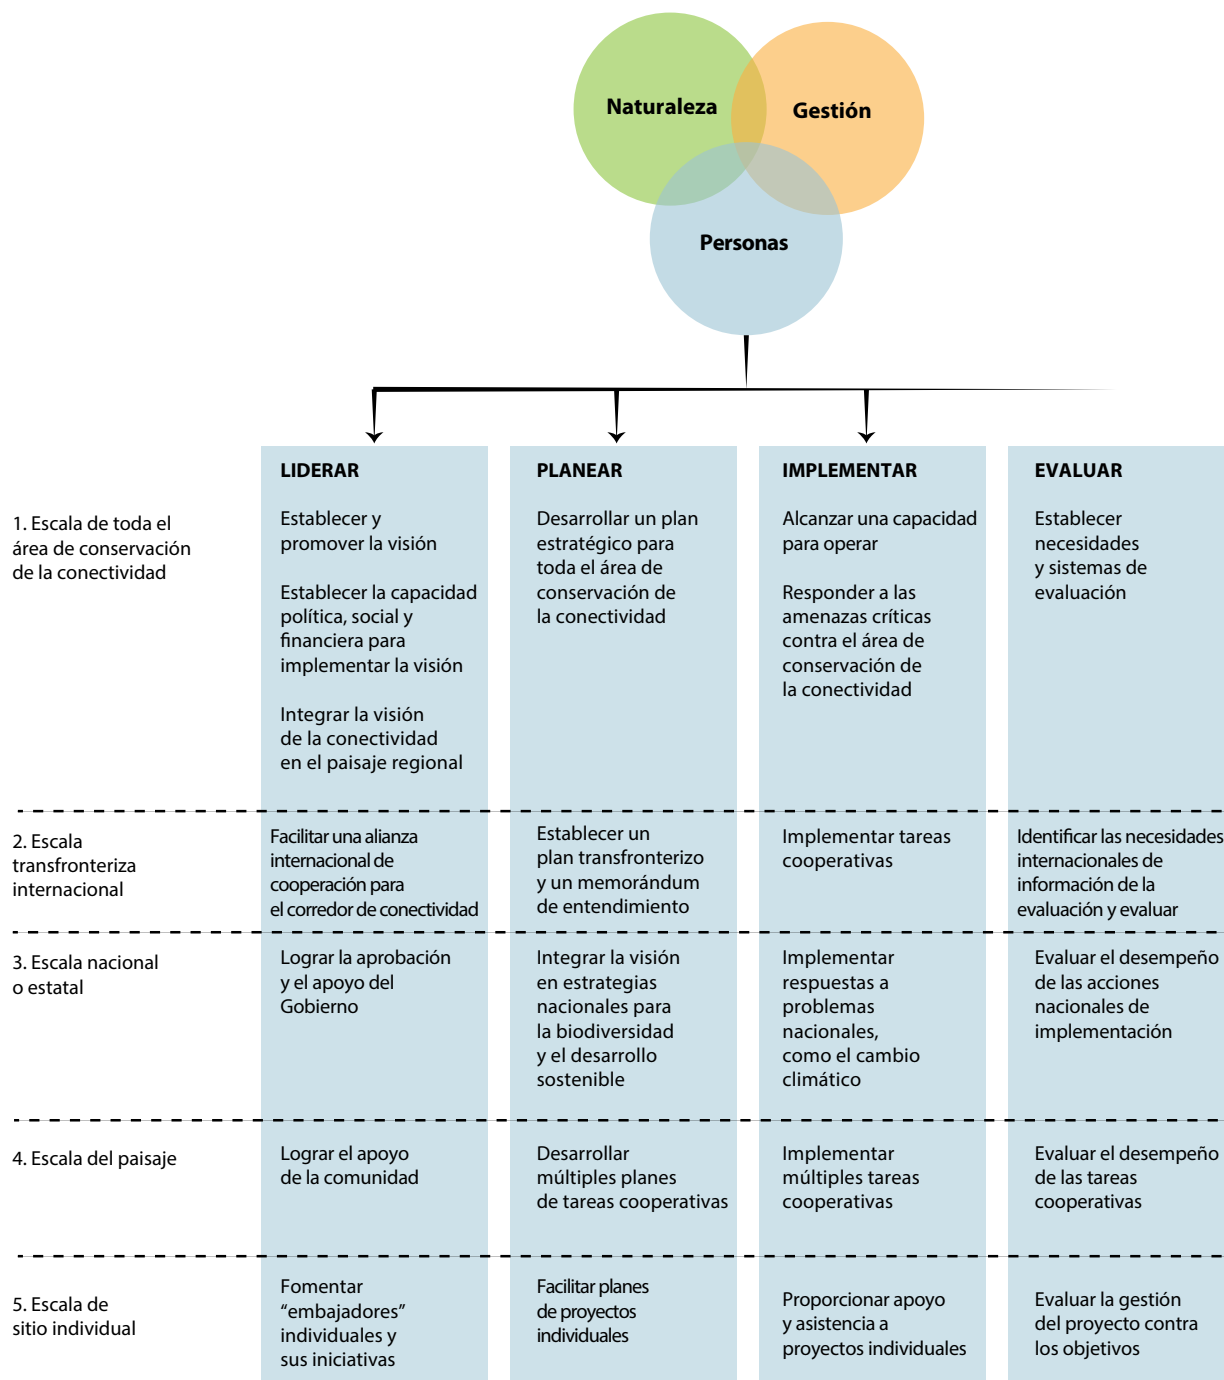 Naturaleza
Gestión
Personas
LIDERAR
PLANEAR
IMPLEMENTAR
EVALUAR
1. Escala de toda el
área de conservación
de la conectividad
Establecer y
promover la visión
Establecer la capacidad
política, social y
financiera para
implementar la visión
Integrar la visión
de la conectividad
en el paisaje regional
Desarrollar un plan
estratégico para
toda el área de
conservación de
la conectividad
Alcanzar una capacidad
para operar
Responder a las
amenazas críticas
contra el área de
conservación de
la conectividad
Establecer
necesidades
y sistemas de
evaluación
2. Escala
transfronteriza
internacional
Facilitar una alianza
internacional de
cooperación para
el corredor de conectividad
Establecer un
plan transfronterizo
y un memorándum
de entendimiento
Implementar tareas
cooperativas
Identificar las necesidades
internacionales de
información de la
evaluación y evaluar
3. Escala nacional
o estatal
Lograr la aprobación
y el apoyo del
Gobierno
Integrar la visión
en estrategias
nacionales para
la biodiversidad
y el desarrollo
sostenible
Implementar
respuestas a
problemas
nacionales,
como el cambio
climático
Evaluar el desempeño
de las acciones
nacionales de
implementación
4. Escala del paisaje
Lograr el apoyo
de la comunidad
Desarrollar
múltiples planes
de tareas cooperativas
Implementar
múltiples tareas
cooperativas
Evaluar el desempeño
de las tareas
cooperativas
5. Escala de
sitio individual
Fomentar
“embajadores”
individuales y
sus iniciativas
Facilitar planes
de proyectos
individuales
Proporcionar apoyo
y asistencia a
proyectos individuales
Evaluar la gestión
del proyecto contra
los objetivos